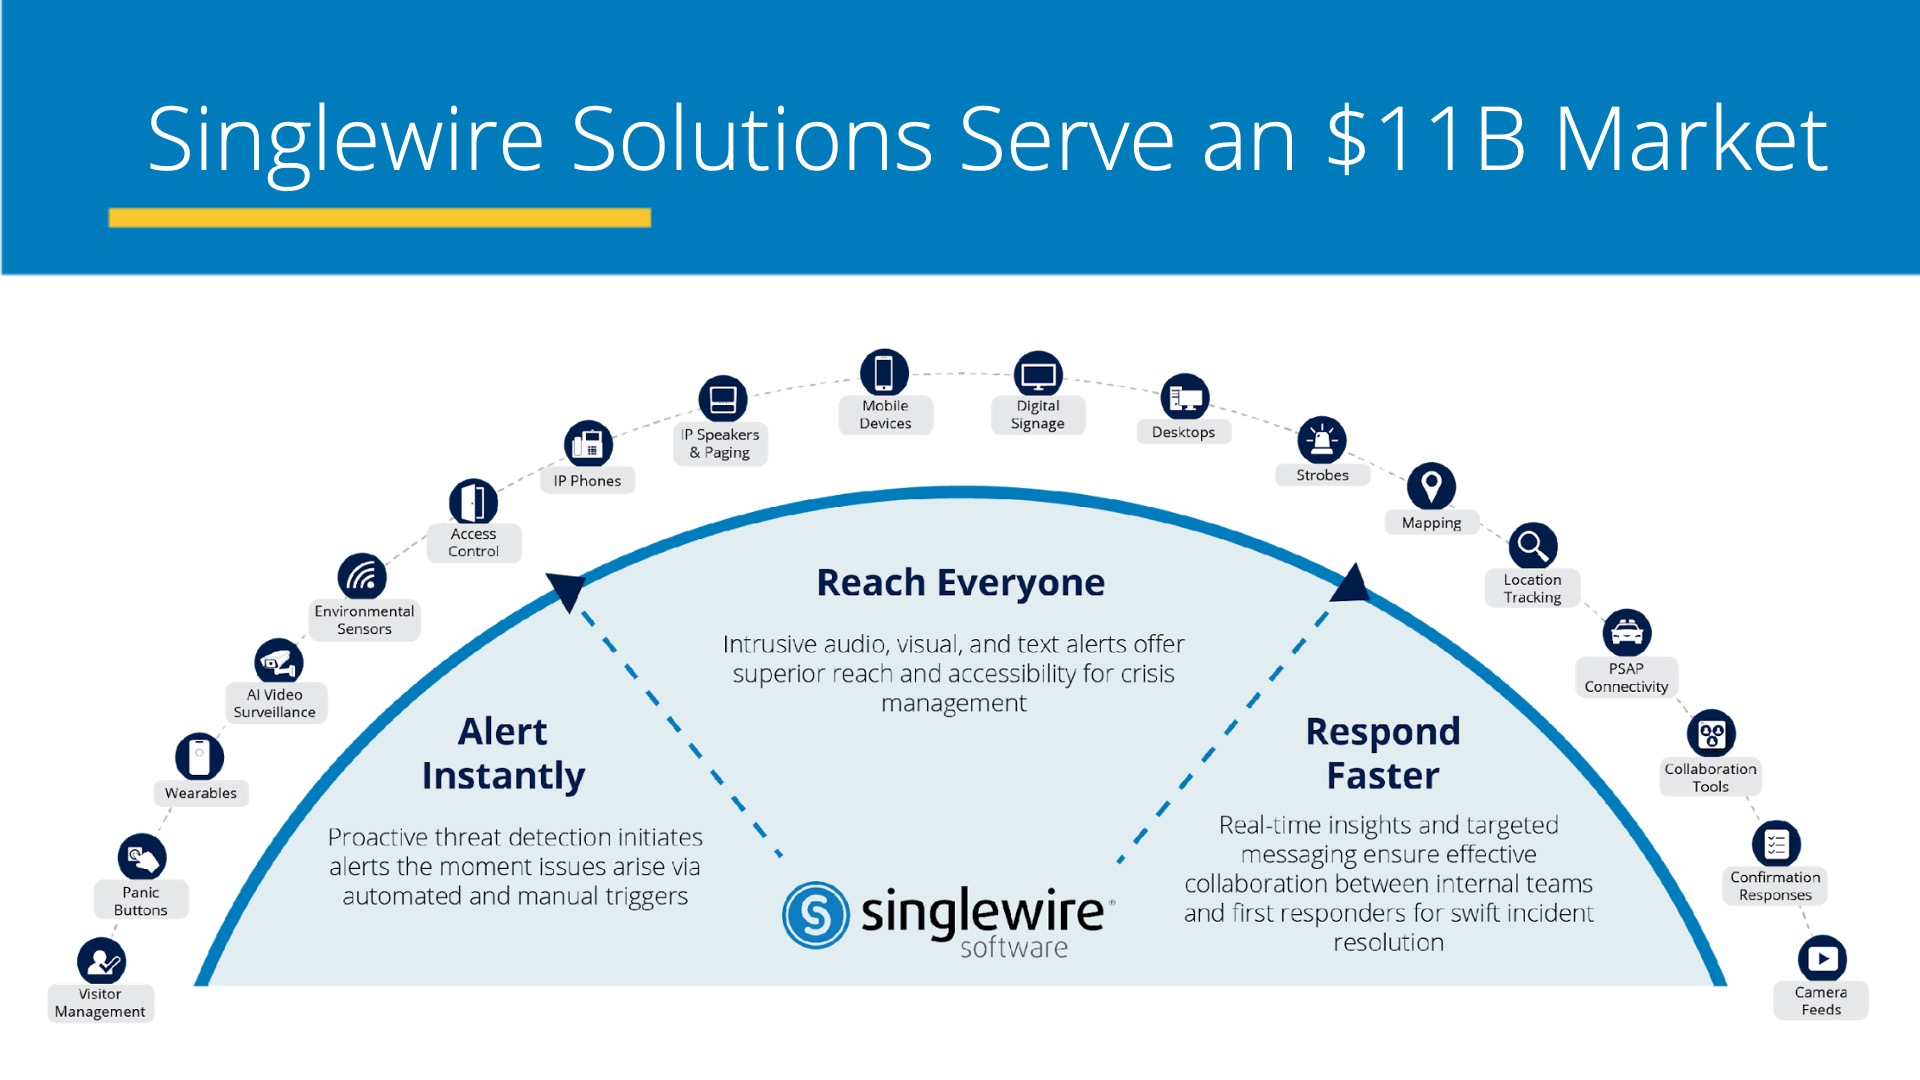 Singlewire Solutions Serve an $11B Market
Visitor
Management
Panic
Buttons
Wearables
AI Video
Surveillance
Environmental
Sensors
Access
Control
IP Phones
IP Speakers
& Paging
Mobile
Devices
Digital
Signage
Desktops
Strobes
Mapping
Location
Tracking
PSAP
Connectivity
Collaboration
Tools
Confirmation
Responses
Camera
Feeds
Alert
Instantly
Proactive threat detection initiates
alerts the moment issues arise via
automated and manual triggers
Reach Everyone
Intrusive audio, visual, and text alerts offer
superior reach and accessibility for crisis
management
Respond
Faster
Real-time insights and targeted
messaging ensure effective
collaboration between internal teams
and first responders for swift incident
resolution
singlewire®
software